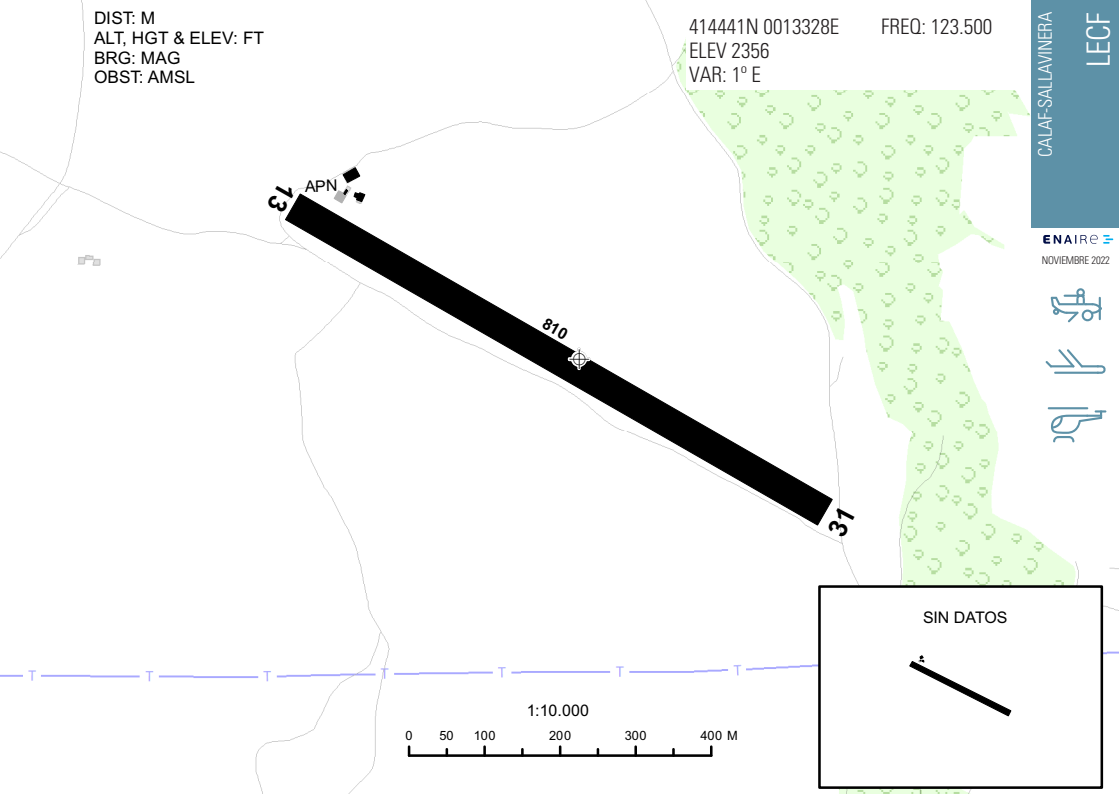 DIST: M
ALT, HGT & ELEV: FT
BRG: MAG
OBST: AMSL
414441N 0013328E FREQ: 123.500
ELEV 2356
VAR: 1º E
CALAF-SALLAVINERA
LECF
ENAIRe
NOVIEMBRE 2022
13
APN
810
31
SIN DATOS
T T T T T T T
1:10.000
0 50 100 200 300 400 M